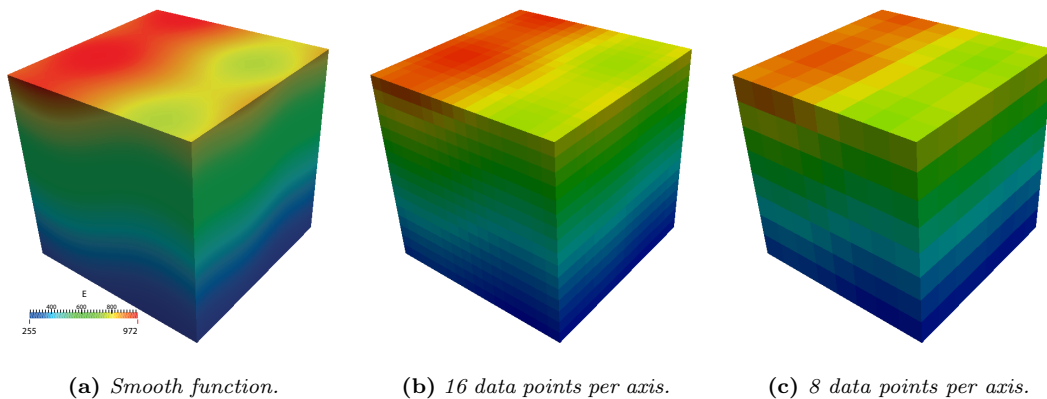 E
400 600 800
255 972
(a) Smooth function.
(b) 16 data points per axis.
(c) 8 data points per axis.